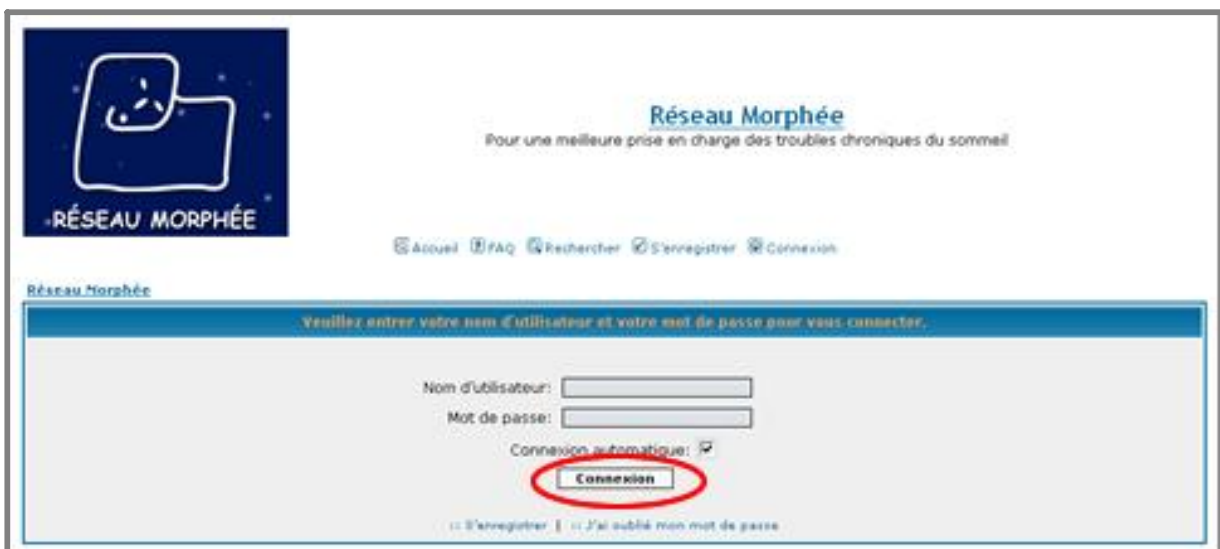 RÉSEAU MORPHÉE
Réseau Morphée
Pour une meilleure prise en charge des troubles chroniques du sommeil
Accueil FAQ Rechercher S'enregistrer Connexion
Réseau Morphée
Veuillez entrer votre nom d'utilisateur et votre mot de passe pour vous connecter.
Nom d'utilisateur:
Mot de passe:
Connexion automatique:
Connexion
:: S'enregistrer | :: J'ai oublié mon mot de passe